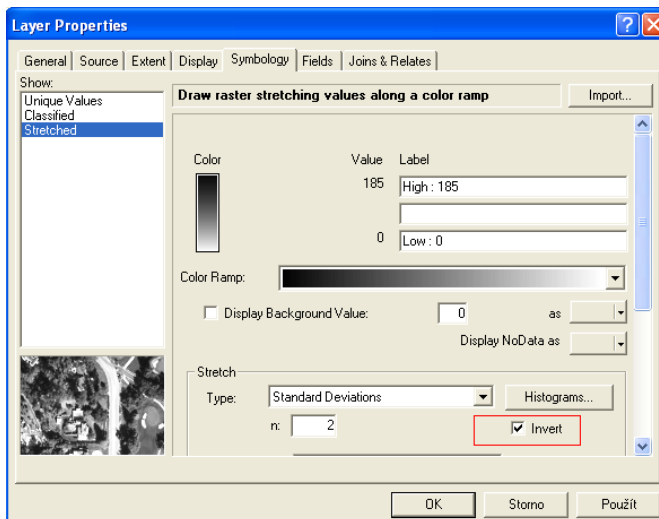 Layer Properties
General Source Extent Display Symbology Fields Joins & Relates
Show:
Unique Values
Classified
Stretched
Draw raster stretching values along a color ramp
Import...
Color Value Label
185 High : 185
0 Low : 0
Color Ramp:
Display Background Value: 0 as
Display NoData as
Stretch
Type: Standard Deviations Histograms...
n: 2 Invert
OK Storno Použít